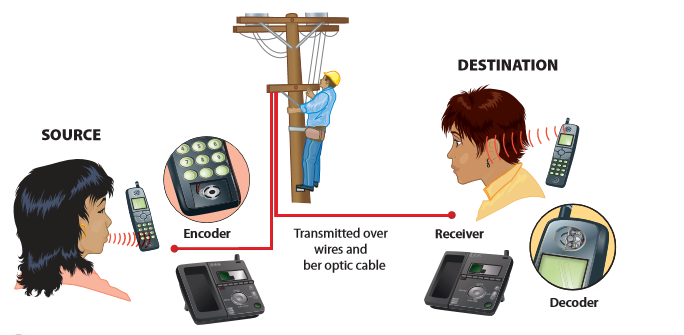 DESTINATION
SOURCE
Encoder
Transmitted over
wires and
ber optic cable
Receiver
Decoder